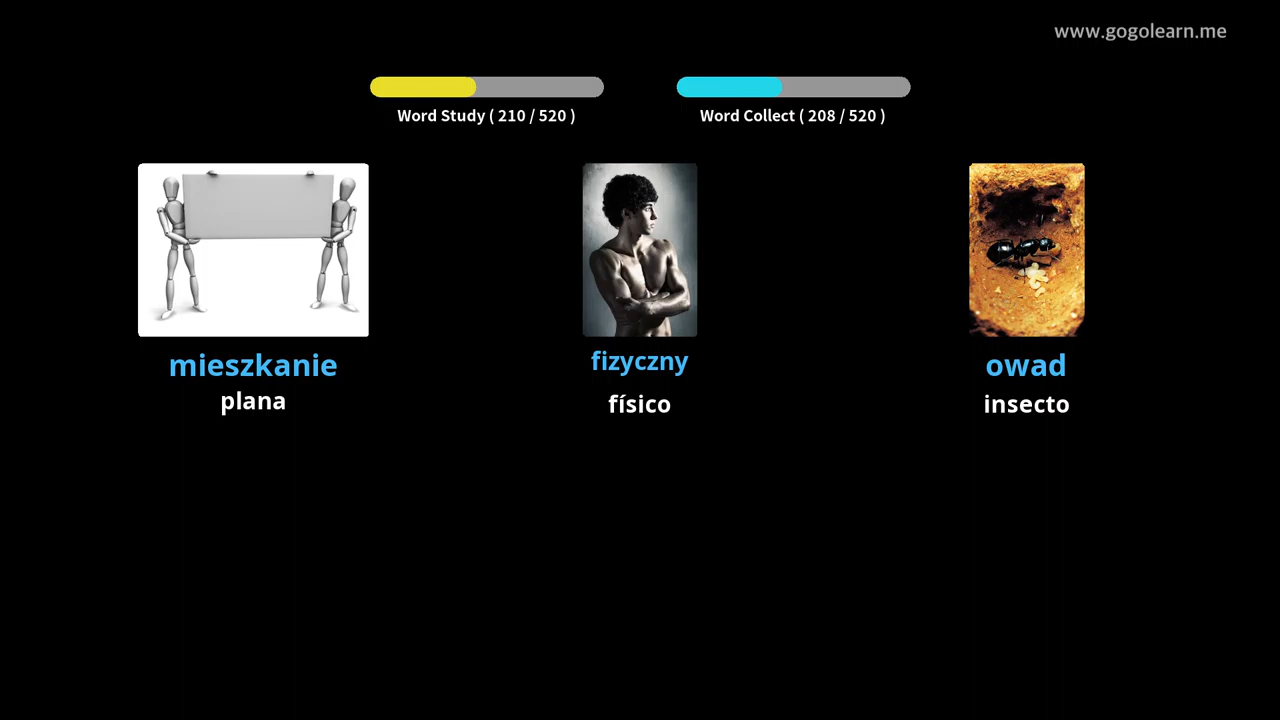 www.gogolearn.me
Word Study ( 210 / 520 )
Word Collect ( 208 / 520 )
mieszkanie
plana
fizyczny
físico
owad
insecto